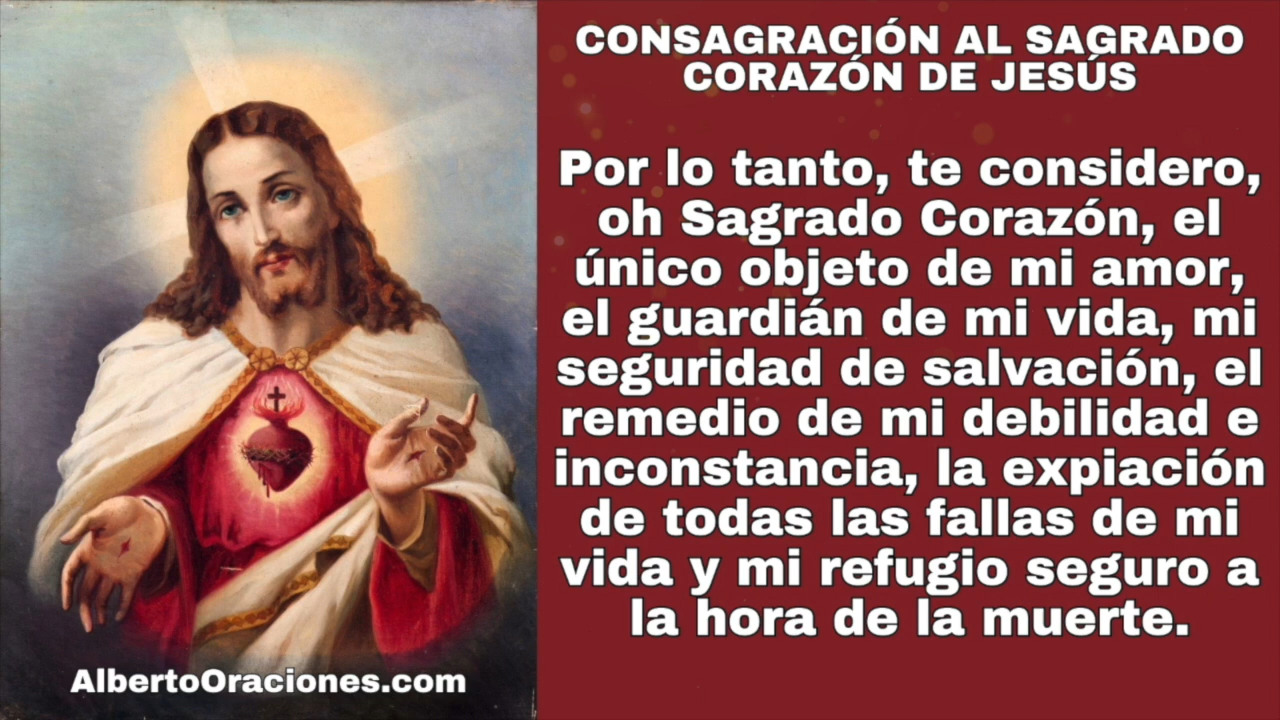 CONSAGRACIÓN AL SAGRADO
CORAZÓN DE JESÚS
Por lo tanto, te considero,
oh Sagrado Corazón, el
único objeto de mi amor,
el guardián de mi vida, mi
seguridad de salvación, el
remedio de mi debilidad e
inconstancia, la expiación
de todas las fallas de mi
vida y mi refugio seguro a
la hora de la muerte.
AlbertoOraciones.com